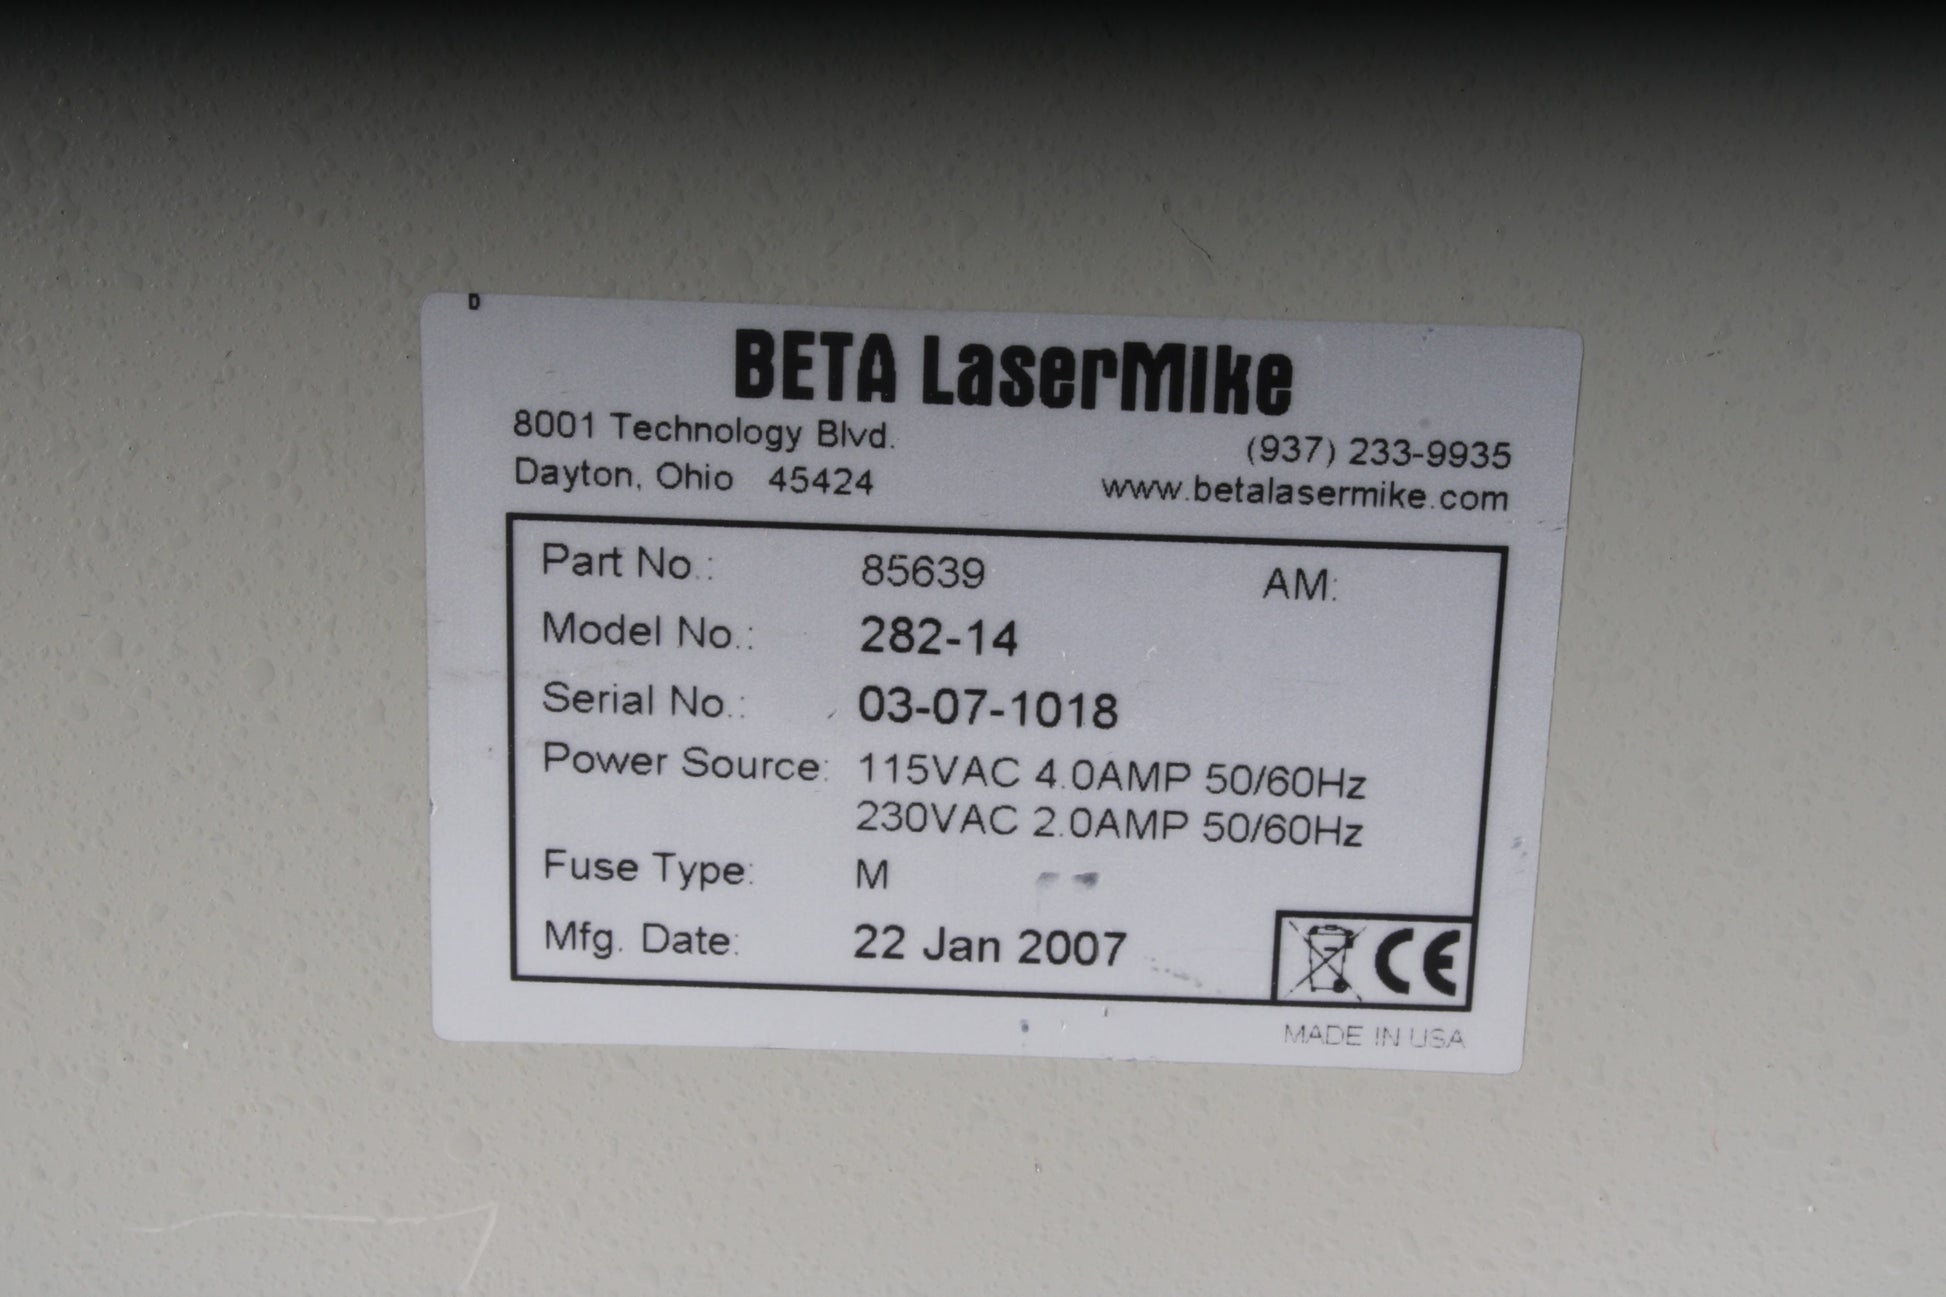 D
BETA LaserMike
8001 Technology Blvd.
Dayton, Ohio 45424
(937) 233-9935
www.betalasermike.com
Part No.: 85639 AM:
Model No.: 282-14
Serial No.: 03-07-1018
Power Source: 115VAC 4.0AMP 50/60Hz
230VAC 2.0AMP 50/60Hz
Fuse Type: M
Mfg. Date: 22 Jan 2007
CE
MADE IN USA